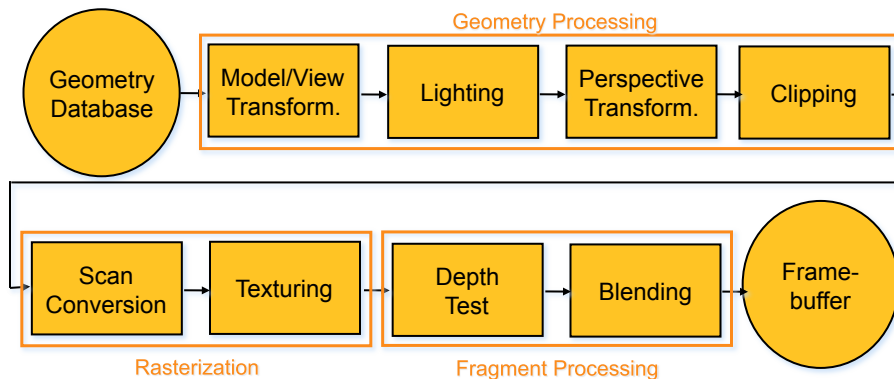 Geometry Processing
Geometry
Database
Model/View
Transform.
Lighting
Perspective
Transform.
Clipping
Scan
Conversion
Texturing
Depth
Test
Blending
Frame-
buffer
Rasterization
Fragment Processing